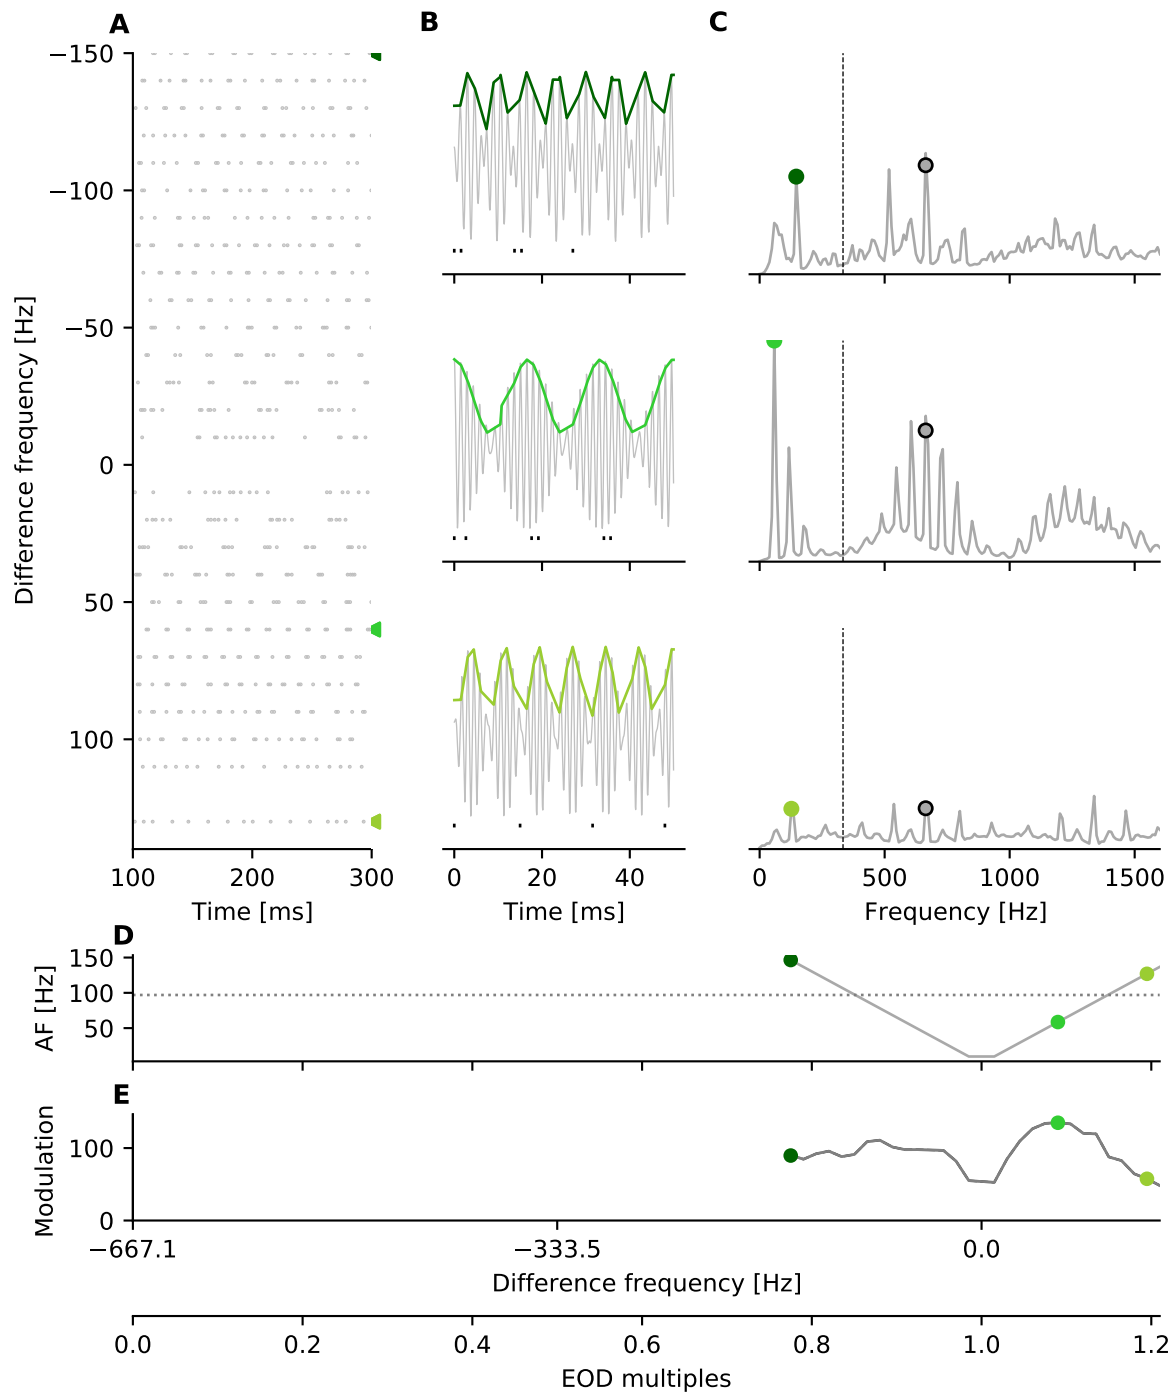 A
B
C
−150
−100
−50
0
50
100
Difference frequency [Hz]
100 200 300
Time [ms]
0 20 40
Time [ms]
0 500 1000 1500
Frequency [Hz]
D
150
100
50
AF [Hz]
E
100
0
Modulation
−667.1 −333.5 0.0
Difference frequency [Hz]
0.0 0.2 0.4 0.6 0.8 1.0 1.2
EOD multiples